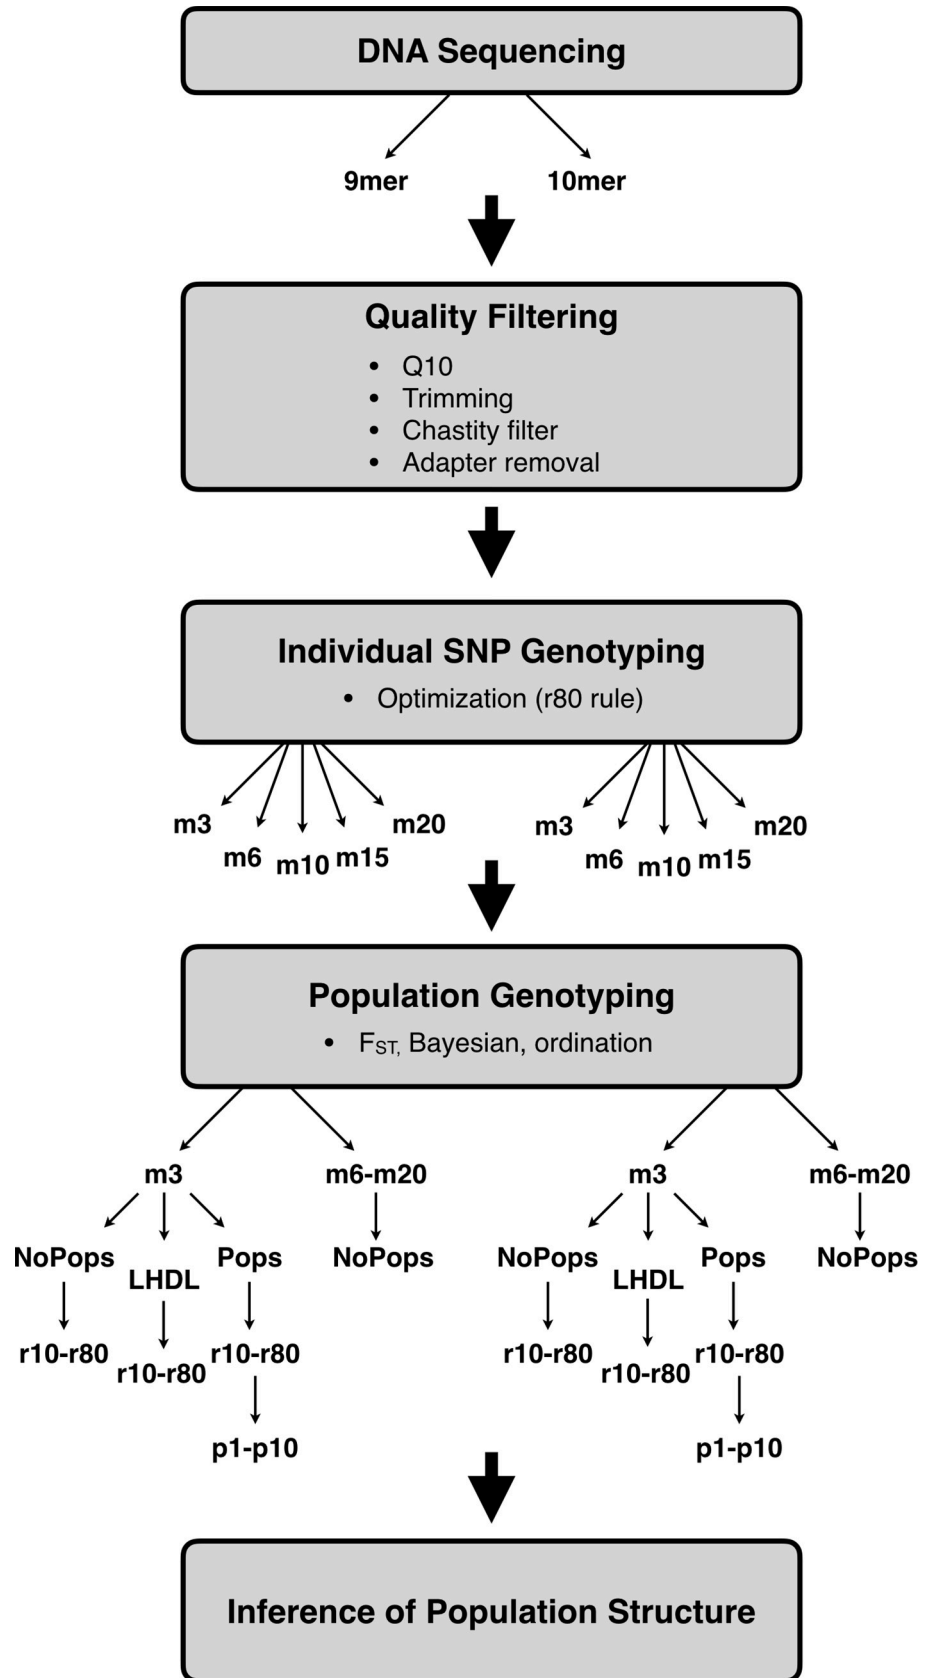 DNA Sequencing
9mer 10mer
Quality Filtering
• Q10
• Trimming
• Chastity filter
• Adapter removal
Individual SNP Genotyping
• Optimization (r80 rule)
m3 m20 m3 m20
m6 m10 m15 m6 m10 m15
Population Genotyping
• FST, Bayesian, ordination
m3 m6-m20 m3 m6-m20
NoPops LHDL Pops NoPops NoPops LHDL Pops NoPops
r10-r80 r10-r80 r10-r80 r10-r80 r10-r80 r10-r80
p1-p10 p1-p10
Inference of Population Structure